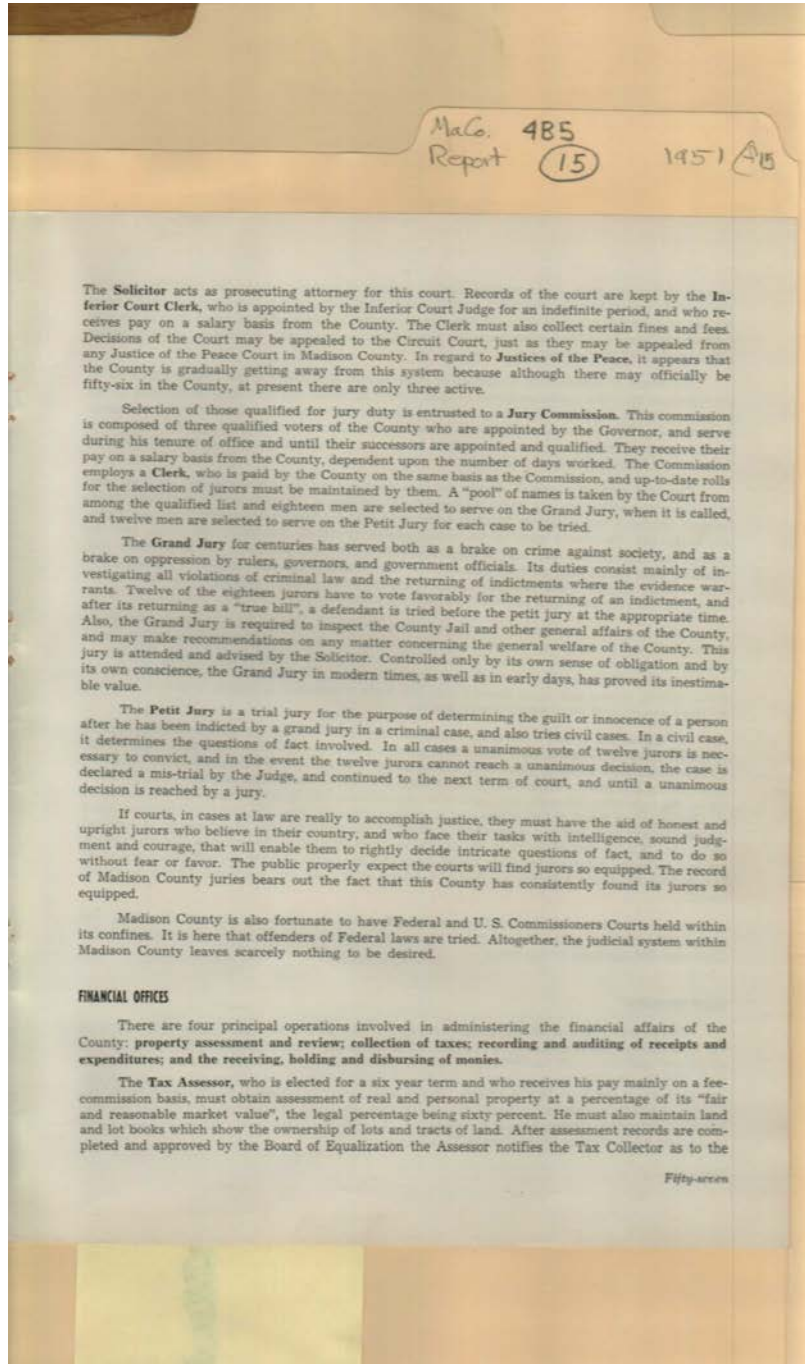 MaCo. 485
Report 15 1951
The Solicitor acts as prosecuting attorney for this court. Records of the court are kept by the In-
ferior Court Clerk, who is appointed by the Inferior Court Judge for an indefinite period, and who re-
ceives pay on a salary basis from the County. The Clerk must also collect certain fines and fees.
Decisions of the Court may be appealed to the Circuit Court, just as they may be appealed from
any Justice of the Peace Court in Madison County. In regard to Justices of the Peace, it appears that
the County is gradually getting away from this system because although there may officially be
fifty-six in the County, at present there are only three active.
Selection of those qualified for jury duty is entrusted to a Jury Commission. This commission
is composed of three qualified voters of the County who are appointed by the Governor, and serve
during his tenure of office and until their successors are appointed and qualified. They receive their
pay on a salary basis from the County, dependent upon the number of days worked. The Commission
employs a Clerk, who is paid by the County on the same basis as the Commission, and up-to-date rolls
for the selection of jurors must be maintained by them. A "pool" of names is taken by the Court from
among the qualified list and eighteen men are selected to serve on the Grand Jury, when it is called,
and twelve men are selected to serve on the Petit Jury for each case to be tried.
The Grand Jury for centuries has served both as a brake on crime against society, and as a
brake on oppression by rulers, governors, and government officials. Its duties consist mainly of in-
vestigating all violations of criminal law and the returning of indictments where the evidence war-
rants. Twelve of the eighteen jurors have to vote favorably for the returning of an indictment, and
after its returning as a "true bill", a defendant is tried before the petit jury at the appropriate time.
Also, the Grand Jury is required to inspect the County Jail and other general affairs of the County,
and may make recommendations on any matter concerning the general welfare of the County. This
jury is attended and advised by the Solicitor. Controlled only by its own sense of obligation and by
its own conscience, the Grand Jury in modern times, as well as in early days, has proved its inestima-
ble value.
The Petit Jury is a trial jury for the purpose of determining the guilt or innocence of a person
after he has been indicted by a grand jury in a criminal case, and also tries civil cases. In a civil case,
it determines the questions of fact involved. In all cases a unanimous vote of twelve jurors is nec-
essary to convict, and in the event the twelve jurors cannot reach a unanimous decision, the case is
declared a mis-trial by the Judge, and continued to the next term of court, and until a unanimous
decision is reached by a jury.
If courts, in cases at law are really to accomplish justice, they must have the aid of honest and
upright jurors who believe in their country, and who face their tasks with intelligence, sound judg-
ment and courage, that will enable them to rightly decide intricate questions of fact, and to do so
without fear or favor. The public properly expect the courts will find jurors so equipped. The record
of Madison County juries bears out the fact that this County has consistently found its jurors so
equipped.
Madison County is also fortunate to have Federal and U. S. Commissioners Courts held within
its confines. It is here that offenders of Federal laws are tried. Altogether, the judicial system within
Madison County leaves scarcely nothing to be desired.
FINANCIAL OFFICES
There are four principal operations involved in administering the financial affairs of the
County: property assessment and review; collection of taxes; recording and auditing of receipts and
expenditures; and the receiving, holding and disbursing of monies.
The Tax Assessor, who is elected for a six year term and who receives his pay mainly on a fee-
commission basis, must obtain assessment of real and personal property at a percentage of its "fair
and reasonable market value", the legal percentage being sixty percent. He must also maintain land
and lot books which show the ownership of lots and tracts of land. After assessment records are com-
pleted and approved by the Board of Equalization the Assessor notifies the Tax Collector as to the
Fifty-seven